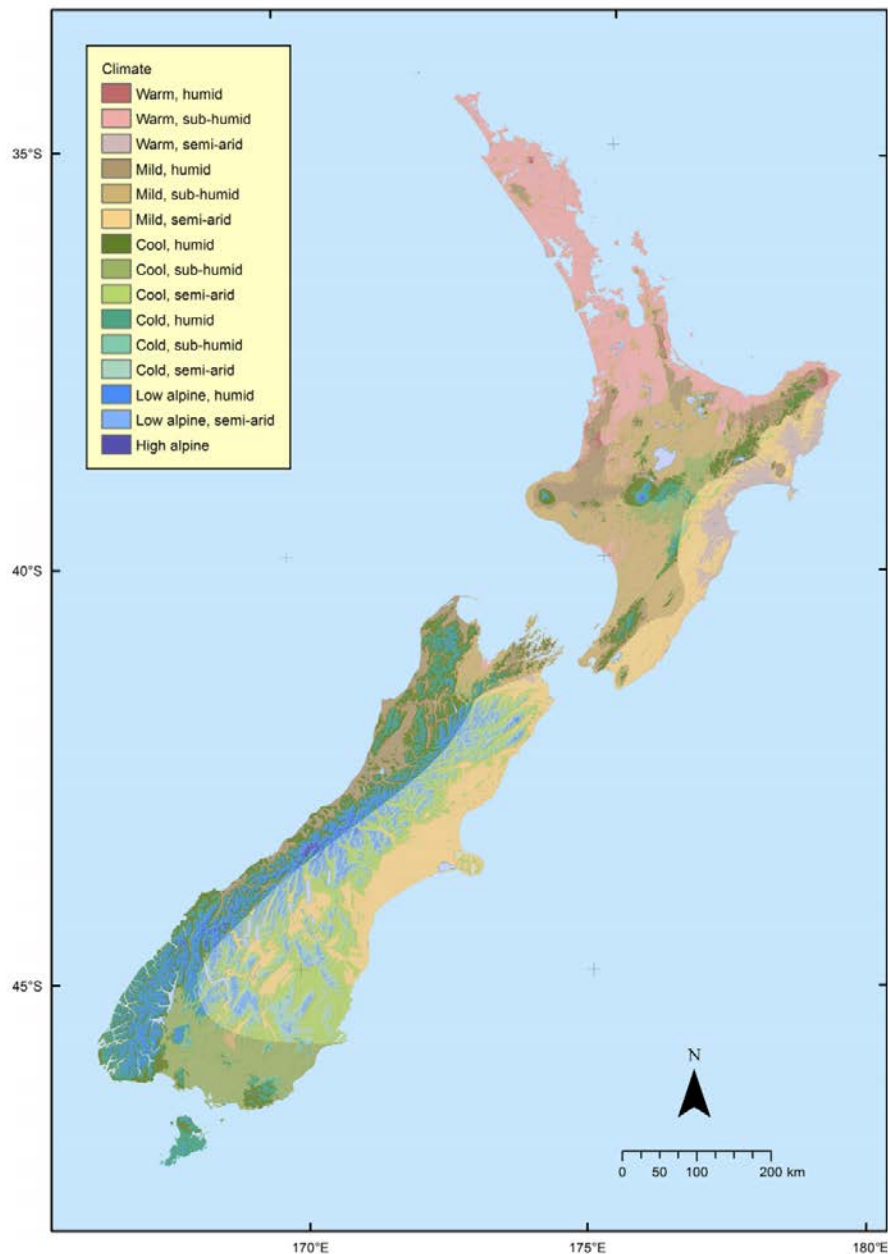 Climate
Warm, humid
Warm, sub-humid
Warm, semi-arid
Mild, humid
Mild, sub-humid
Mild, semi-arid
Cool, humid
Cool, sub-humid
Cool, semi-arid
Cold, humid
Cold, sub-humid
Cold, semi-arid
Low alpine, humid
Low alpine, semi-arid
High alpine
35°S
40°S
45°S
N
0 50 100 200 km
170°E 175°E 180°E